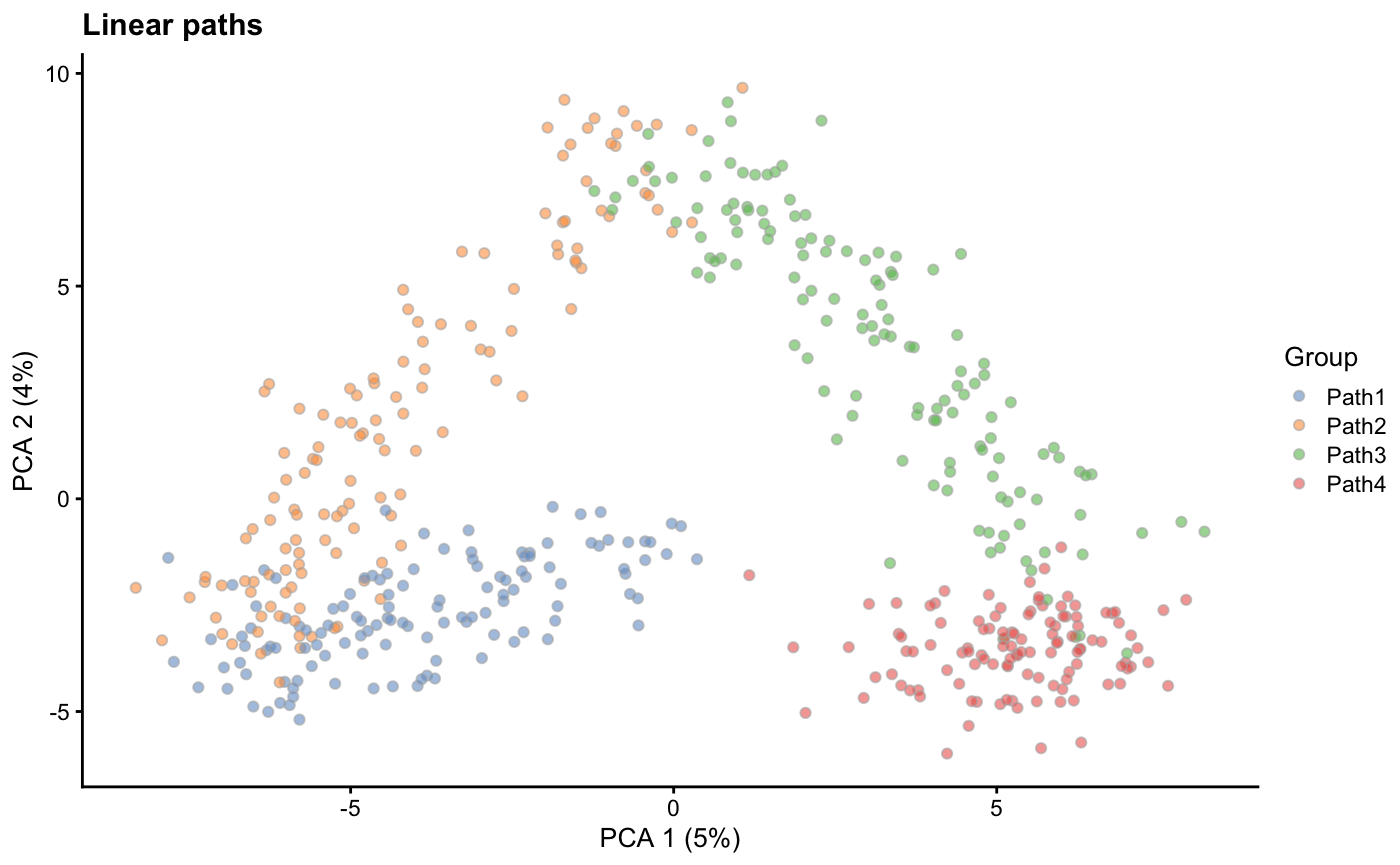 Linear paths
10
5
0
-5
PCA 2 (4%)
-5
0
5
PCA 1 (5%)
Group
Path1
Path2
Path3
Path4